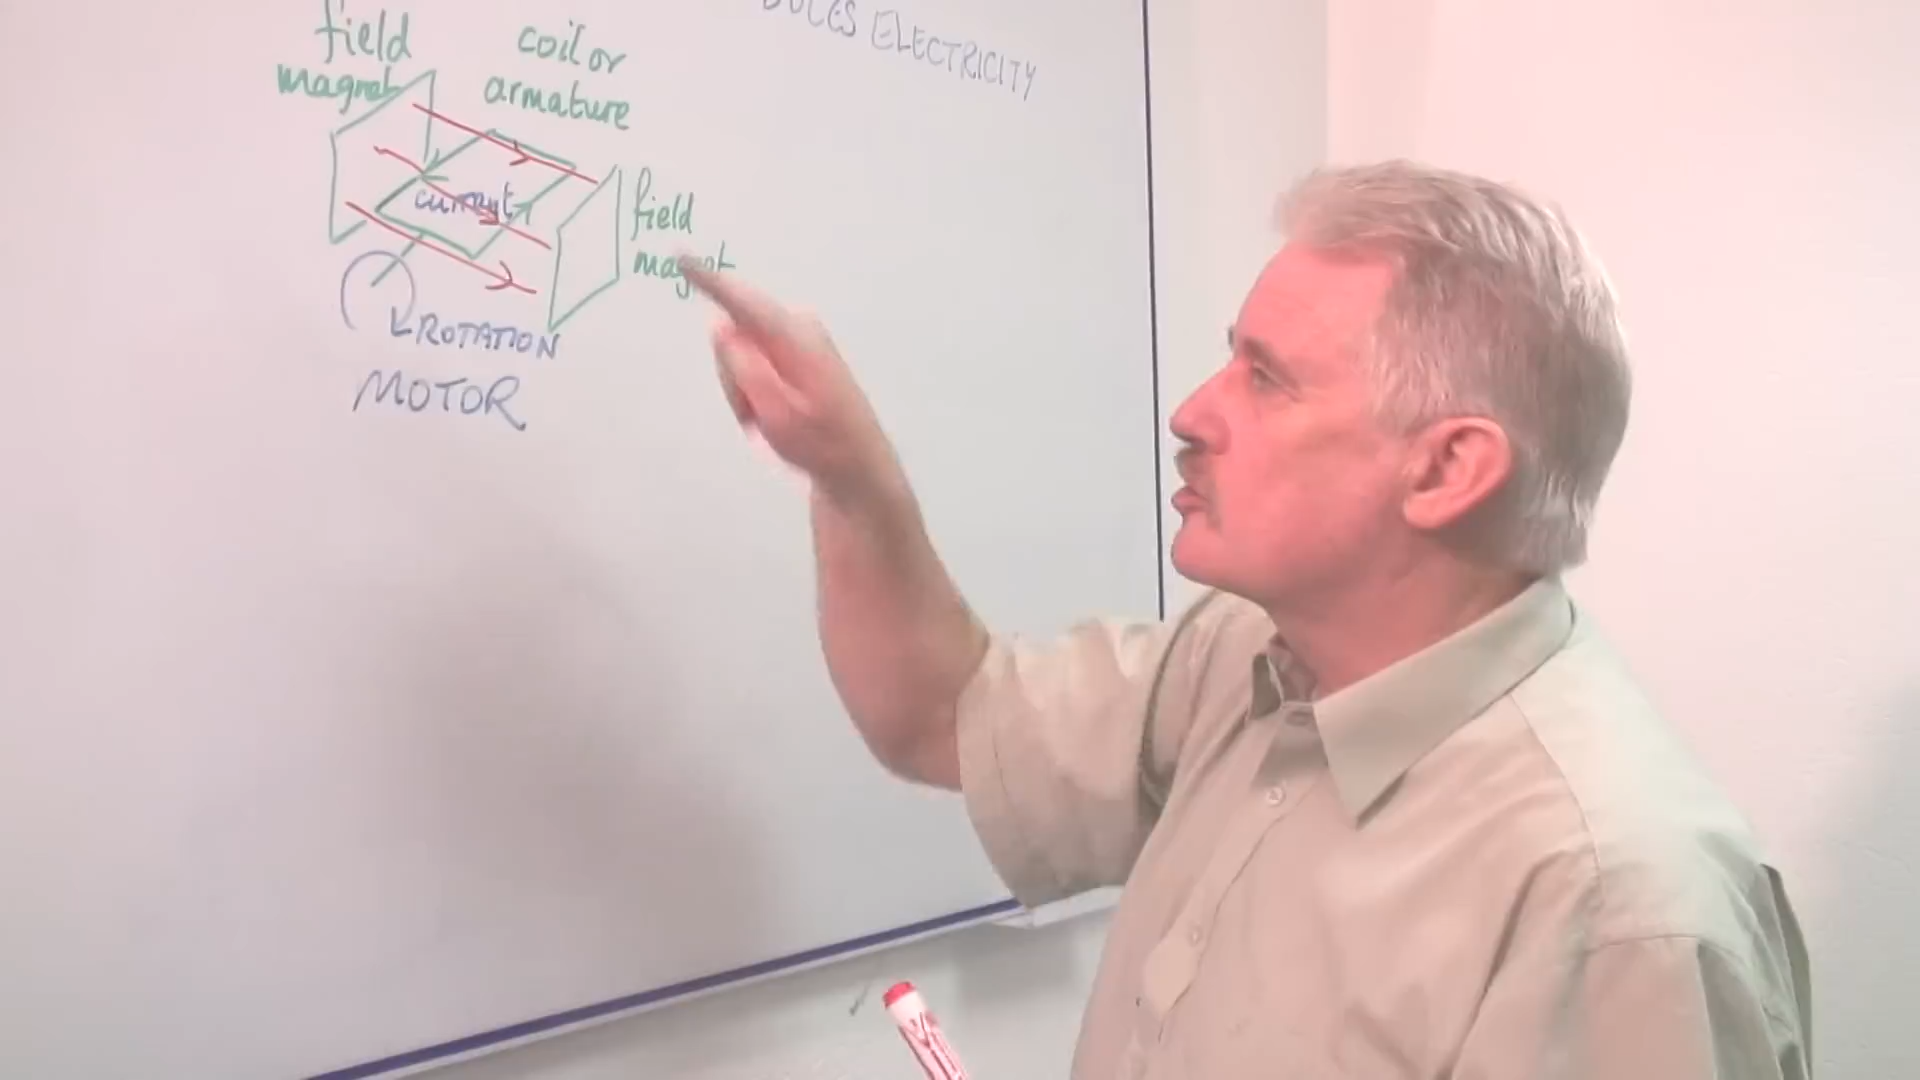 field
magnet
coil or
armature
ELECTRICITY
current
field
magnet
ROTATION
MOTOR